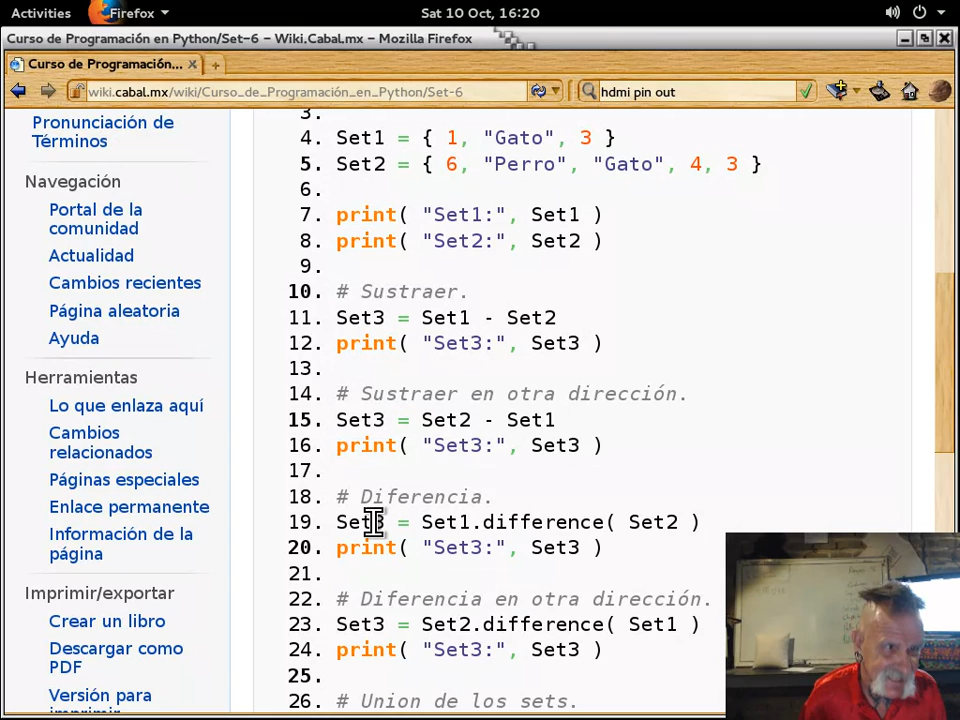 Activities Firefox Sat 10 Oct, 16:20
Curso de Programación en Python/Set-6 – Wiki.Cabal.mx – Mozilla Firefox
Curso de Programación...
wiki.cabal.mx/wiki/Curso_de_Programación_en_Python/Set-6 hdmi pin out
Pronunciación de
Términos
Navegación
Portal de la
comunidad
Actualidad
Cambios recientes
Página aleatoria
Ayuda
Herramientas
Lo que enlaza aquí
Cambios
relacionados
Páginas especiales
Enlace permanente
Información de la
página
Imprimir/exportar
Crear un libro
Descargar como
PDF
Versión para
imprimir
3.
4. Set1 = { 1, "Gato", 3 }
5. Set2 = { 6, "Perro", "Gato", 4, 3 }
6.
7. print( "Set1:", Set1 )
8. print( "Set2:", Set2 )
9.
10. # Sustraer.
11. Set3 = Set1 - Set2
12. print( "Set3:", Set3 )
13.
14. # Sustraer en otra dirección.
15. Set3 = Set2 - Set1
16. print( "Set3:", Set3 )
17.
18. # Diferencia.
19. Set3 = Set1.difference( Set2 )
20. print( "Set3:", Set3 )
21.
22. # Diferencia en otra dirección.
23. Set3 = Set2.difference( Set1 )
24. print( "Set3:", Set3 )
25.
26. # Union de los sets.